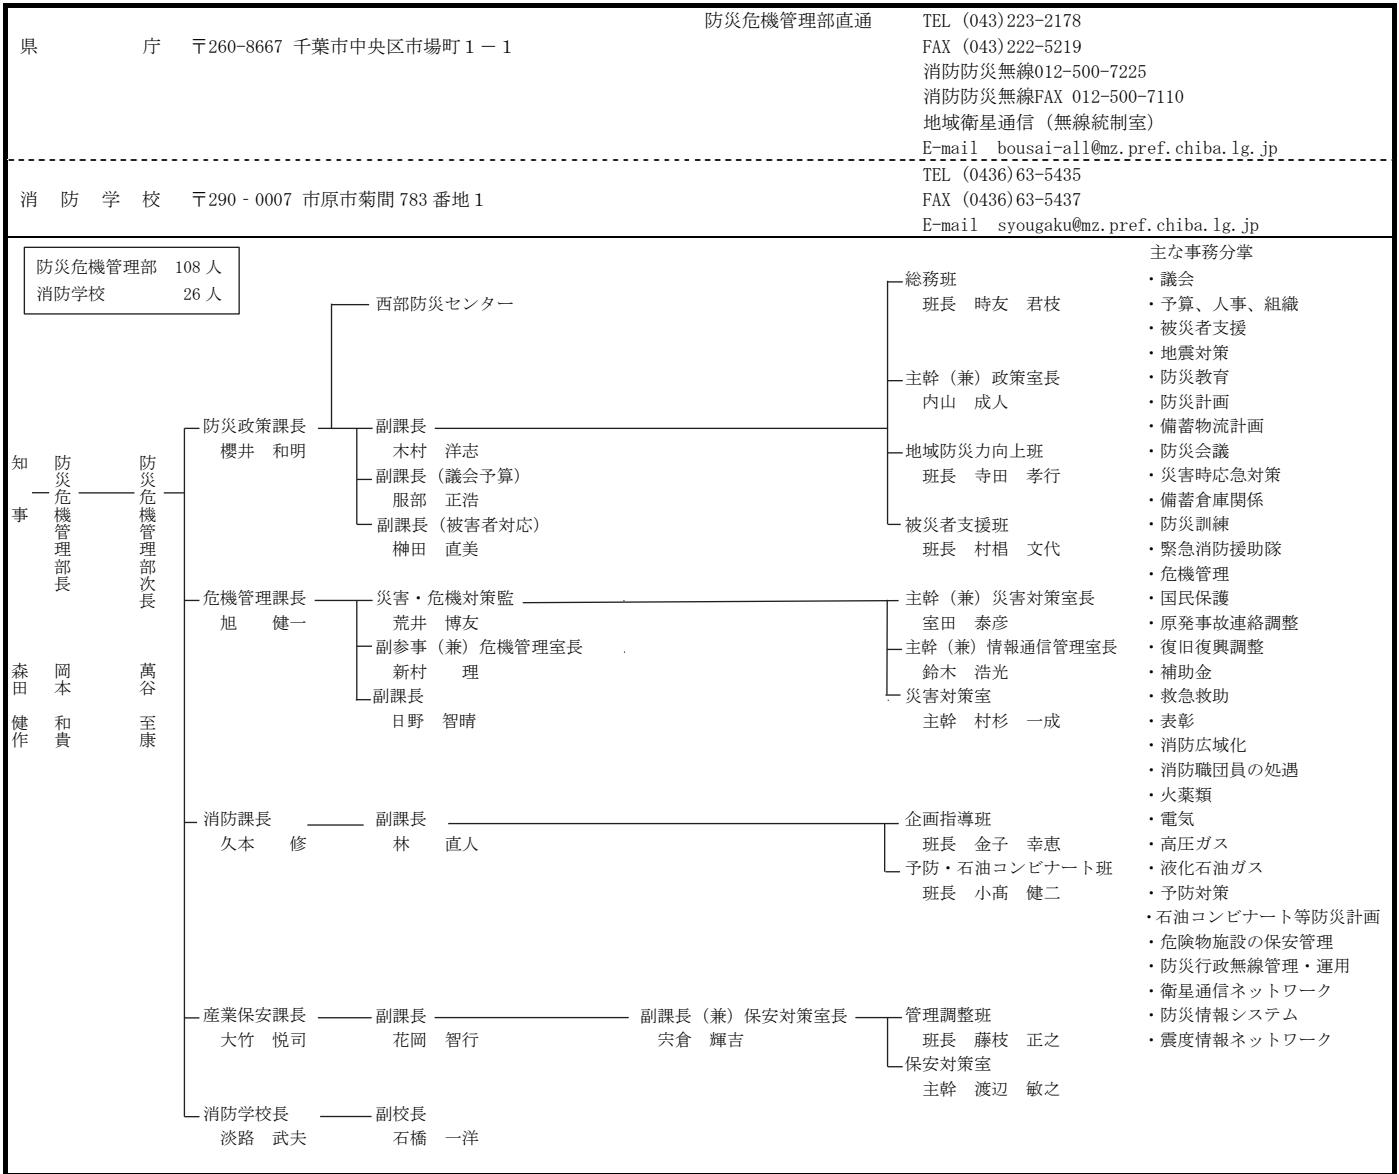 防災危機管理部直通 TEL (043)223-2178
県 庁 〒260-8667 千葉市中央区市場町1－1 FAX (043)222-5219
消防防災無線012-500-7225
消防防災無線FAX 012-500-7110
地域衛星通信（無線統制室）
E-mail bousai-all@mz.pref.chiba.lg.jp
TEL (0436)63-5435
消 防 学 校 〒290‐0007 市原市菊間783番地1 FAX (0436)63-5437
E-mail syougaku@mz.pref.chiba.lg.jp
防災危機管理部 108人
消防学校 26人
知 事
森田 健作
防災危機管理部長
岡本 和貴
防災危機管理部次長
萬谷 至康
防災政策課長
櫻井 和明
西部防災センター
副課長
木村 洋志
副課長（議会予算）
服部 正浩
副課長（被害者対応）
榊田 直美
総務班
班長 時友 君枝
主幹（兼）政策室長
内山 成人
地域防災力向上班
班長 寺田 孝行
被災者支援班
班長 村椙 文代
危機管理課長
旭 健一
災害・危機対策監
荒井 博友
副参事（兼）危機管理室長
新村 理
副課長
日野 智晴
主幹（兼）災害対策室長
室田 泰彦
主幹（兼）情報通信管理室長
鈴木 浩光
災害対策室
主幹 村杉 一成
消防課長
久本 修
副課長
林 直人
企画指導班
班長 金子 幸恵
予防・石油コンビナート班
班長 小髙 健二
産業保安課長
大竹 悦司
副課長
花岡 智行
副課長（兼）保安対策室長
宍倉 輝吉
管理調整班
班長 藤枝 正之
保安対策室
主幹 渡辺 敏之
消防学校長
淡路 武夫
副校長
石橋 一洋
主な事務分掌
・議会
・予算、人事、組織
・被災者支援
・地震対策
・防災教育
・防災計画
・備蓄物流計画
・防災会議
・災害時応急対策
・備蓄倉庫関係
・防災訓練
・緊急消防援助隊
・危機管理
・国民保護
・原発事故連絡調整
・復旧復興調整
・補助金
・救急救助
・表彰
・消防広域化
・消防職団員の処遇
・火薬類
・電気
・高圧ガス
・液化石油ガス
・予防対策
・石油コンビナート等防災計画
・危険物施設の保安管理
・防災行政無線管理・運用
・衛星通信ネットワーク
・防災情報システム
・震度情報ネットワーク